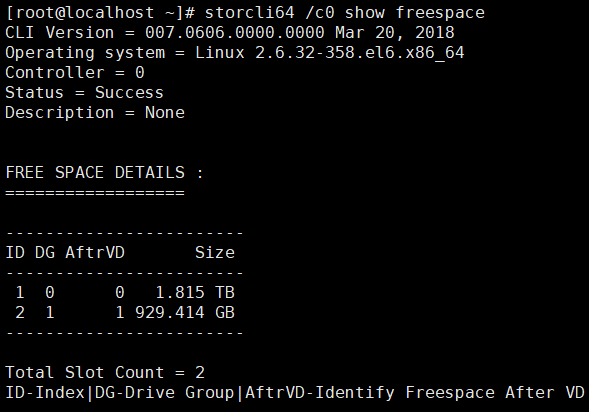 [root@localhost ~]# storcli64 /c0 show freespace
CLI Version = 007.0606.0000.0000 Mar 20, 2018
Operating system = Linux 2.6.32-358.el6.x86_64
Controller = 0
Status = Success
Description = None
FREE SPACE DETAILS :
==================
------------------------
ID DG AftrVD       Size
------------------------
 1  0      0   1.815 TB
 2  1      1 929.414 GB
------------------------
Total Slot Count = 2
ID-Index|DG-Drive Group|AftrVD-Identify Freespace After VD